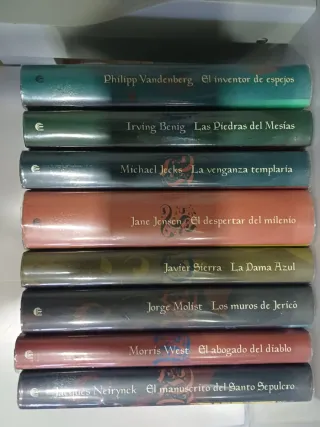 Philipp Vandenberg El inventor de espejos
Irving Benig Las Piedras del Mesías
Michael Jecks La venganza templaria
Jane Jensen El despertar del milenio
Javier Sierra La Dama Azul
Jorge Molist Los muros de Jericó
Morris West El abogado del diablo
Jacques Neirynck El manuscrito del Santo Sepulcro